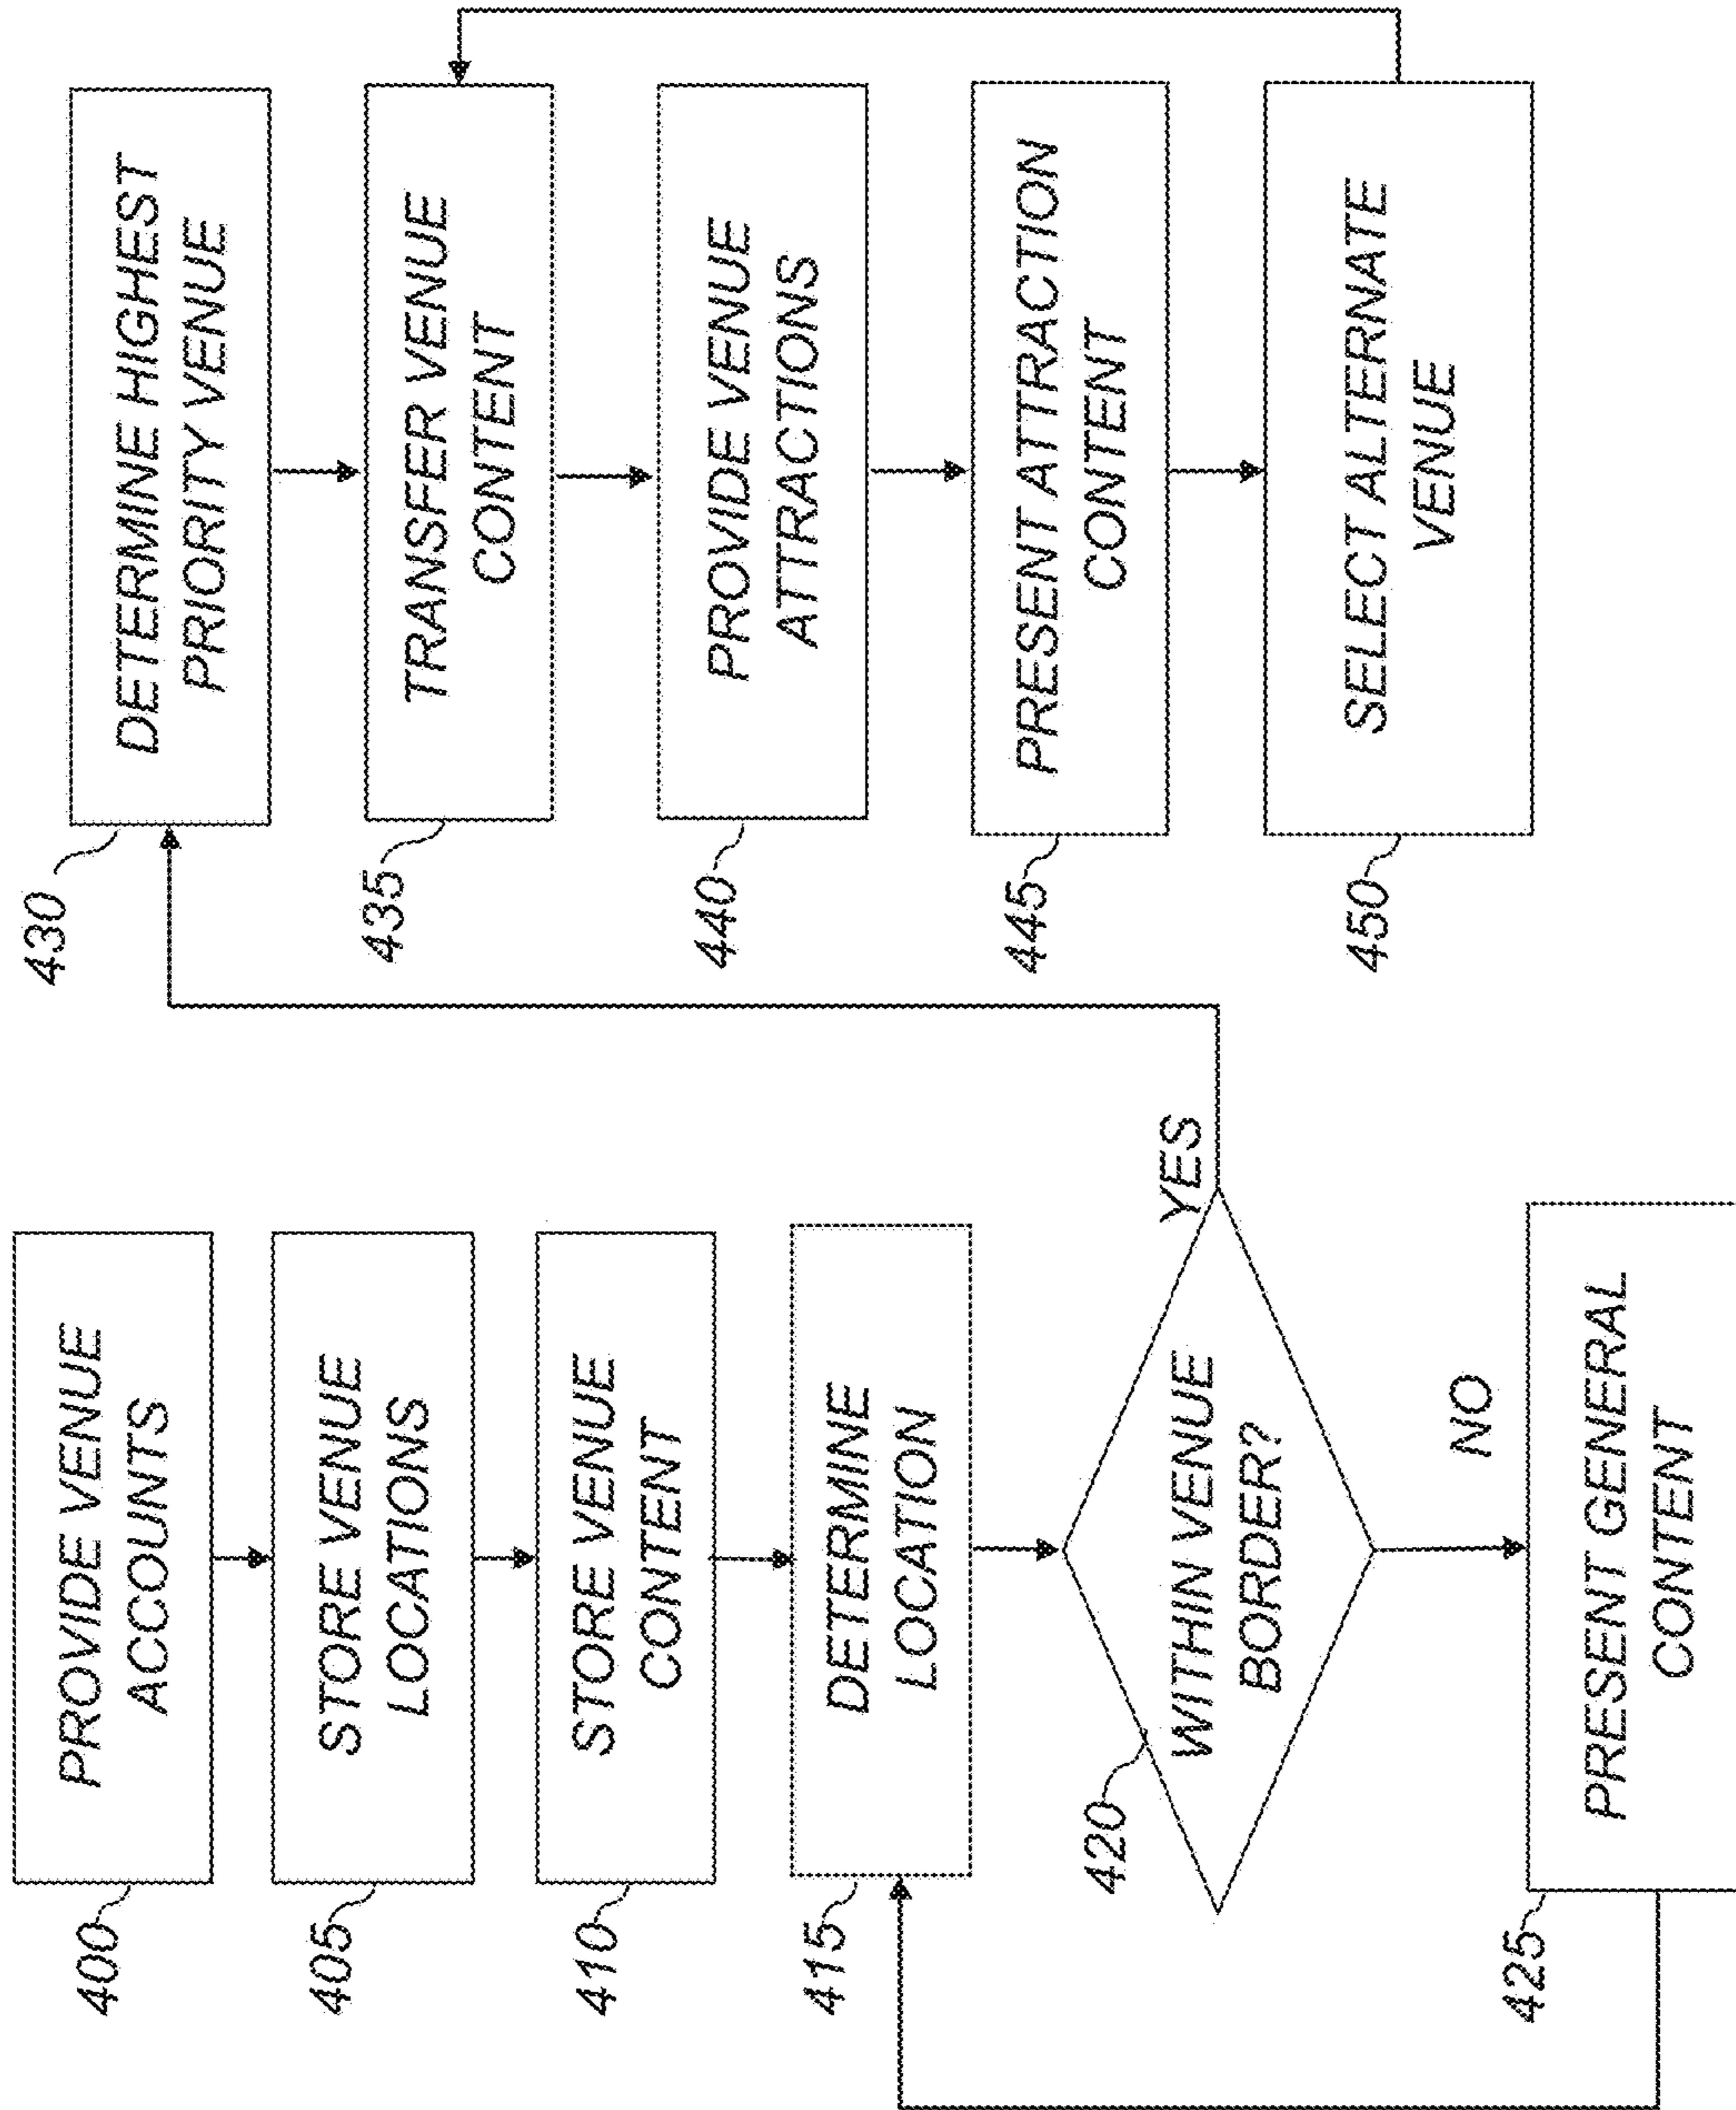 400
PROVIDE VENUE
ACCOUNTS
405
STORE VENUE
LOCATIONS
410
STORE VENUE
CONTENT
415
DETERMINE
LOCATION
420
WITHIN VENUE
BORDER?
YES
NO
425
PRESENT GENERAL
CONTENT
430
DETERMINE HIGHEST
PRIORITY VENUE
435
TRANSFER VENUE
CONTENT
440
PROVIDE VENUE
ATTRACTIONS
445
PRESENT ATTRACTION
CONTENT
450
SELECT ALTERNATE
VENUE